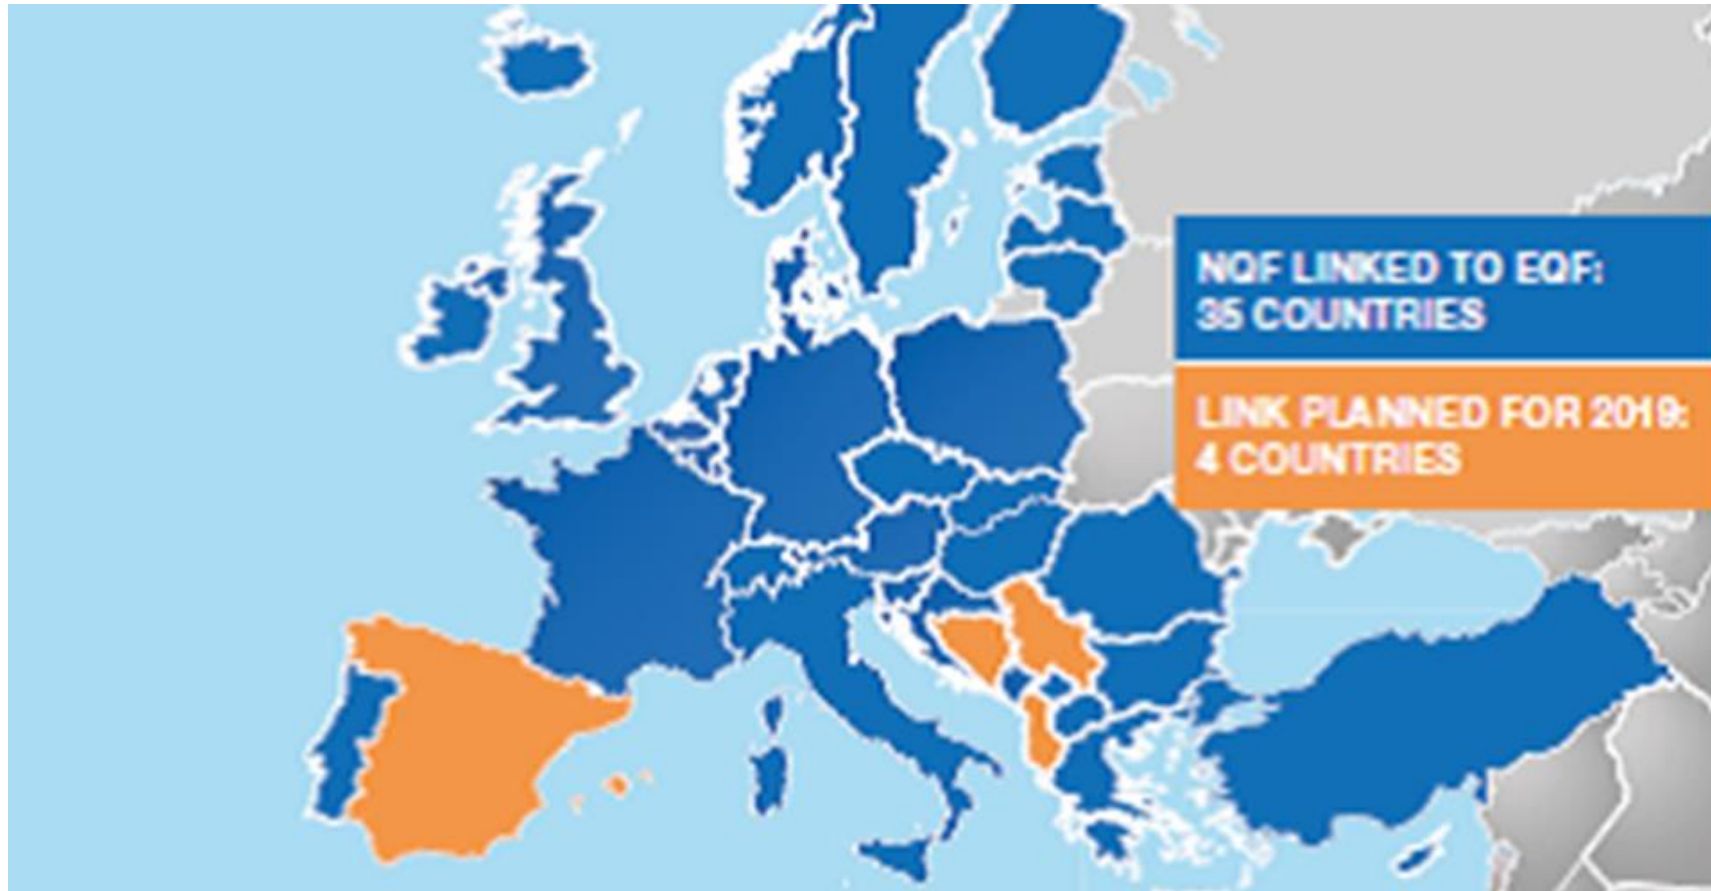 NQF LINKED TO EQF:
35 COUNTRIES
LINK PLANNED FOR 2019:
4 COUNTRIES